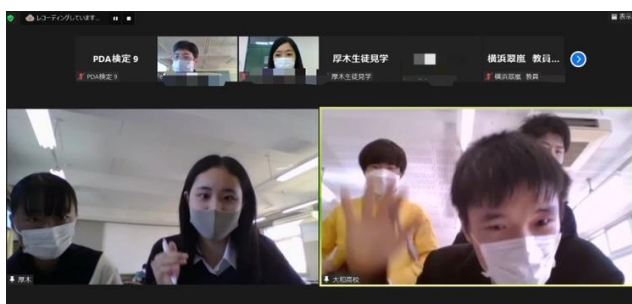 レコーディングしています…
表示
PDA検定 9
厚木生徒見学
横浜翠嵐 教員...
PDA検定 9
厚木生徒見学
横浜翠嵐 教員
厚木
大和高校